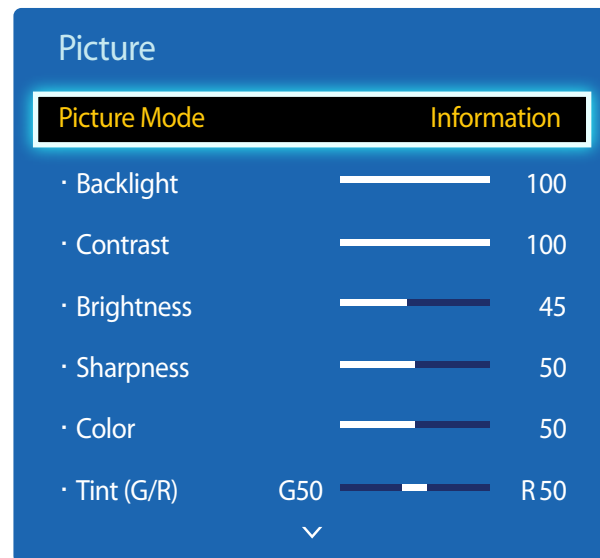 Picture
Picture Mode Information
· Backlight 100
· Contrast 100
· Brightness 45
· Sharpness 50
· Color 50
· Tint (G/R) G50 R50